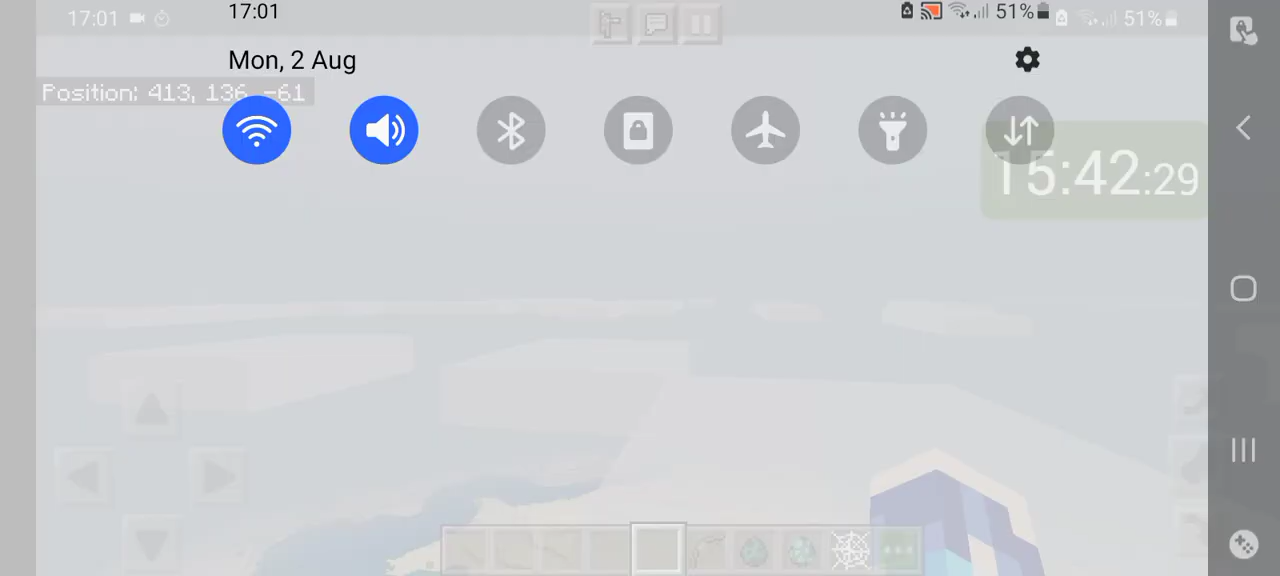 17:01
17:01
51%
51%
Mon, 2 Aug
Position: 413, 136, -61
15:42:29